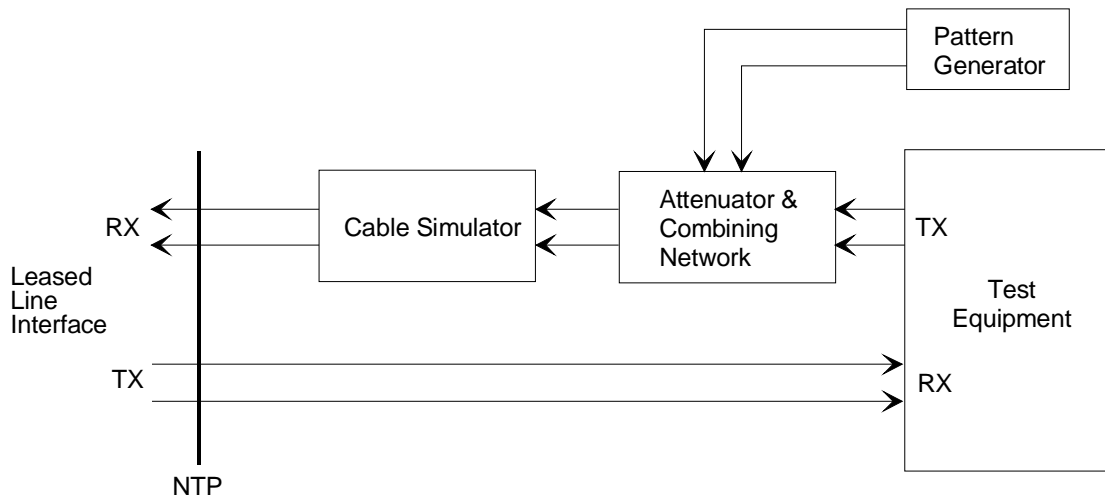 Pattern
Generator
RX
Cable Simulator
Attenuator &
Combining
Network
TX
Leased
Line
Interface
Test
Equipment
TX
RX
NTP